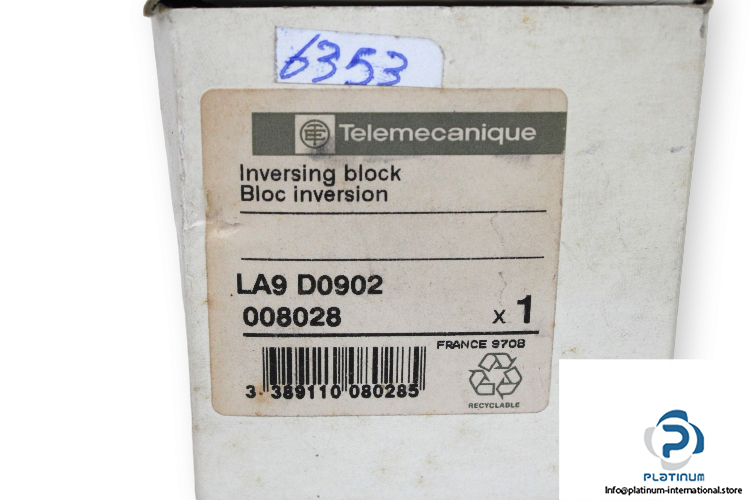 6353
Telemecanique
Inversing block
Bloc inversion
LA9 D0902
008028
x 1
FRANCE 9708
3 389110 080285
RECYCLABLE
PLATINUM
Info@platinum-international.store